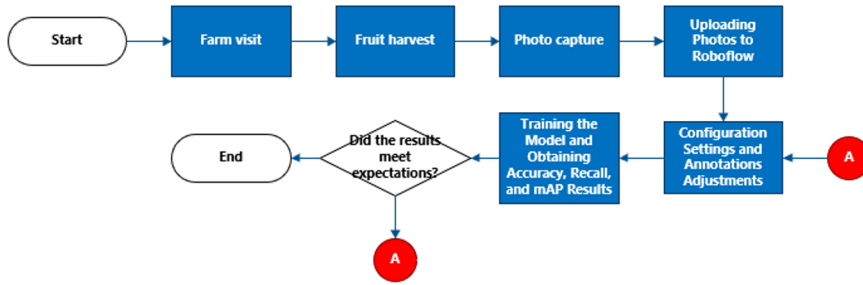 Start
Farm visit
Fruit harvest
Photo capture
Uploading
Photos to
Roboflow
End
Did the results
meet
expectations?
Training the
Model and
Obtaining
Accuracy, Recall,
and mAP Results
Configuration
Settings and
Annotations
Adjustments
A
A